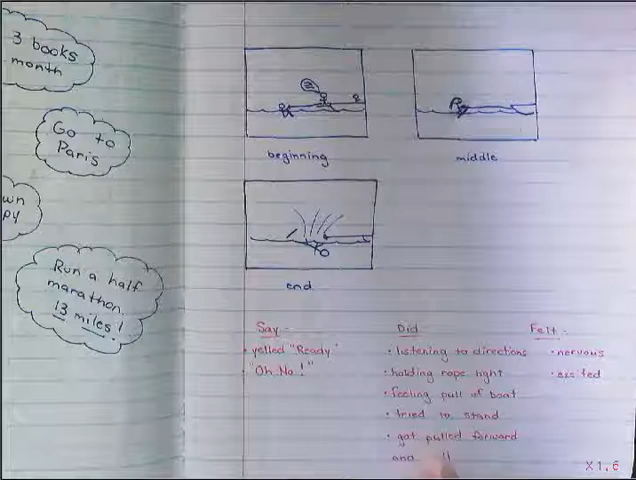 3 books
month
Go to
Paris
Run a half
marathon.
13 miles!
beginning
middle
end
Say -
• yelled "Ready"
"Oh No!"
Did
• listening to directions
• holding rope tight
• feeling pull of boat
• tried to stand
• got pulled forward
and
Felt -
• nervous
• excited
x1.6